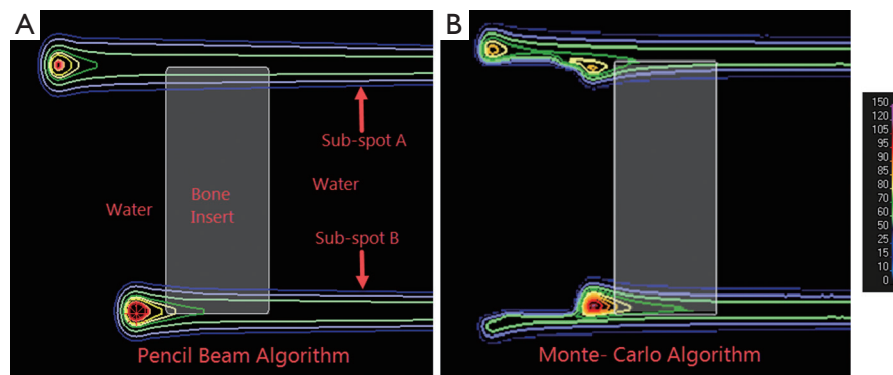 A
B
Sub-spot A
Water
Water
Bone
Insert
Sub-spot B
Pencil Beam Algorithm
Monte- Carlo Algorithm
150
120
105
95
90
85
80
70
60
50
25
15
10
0